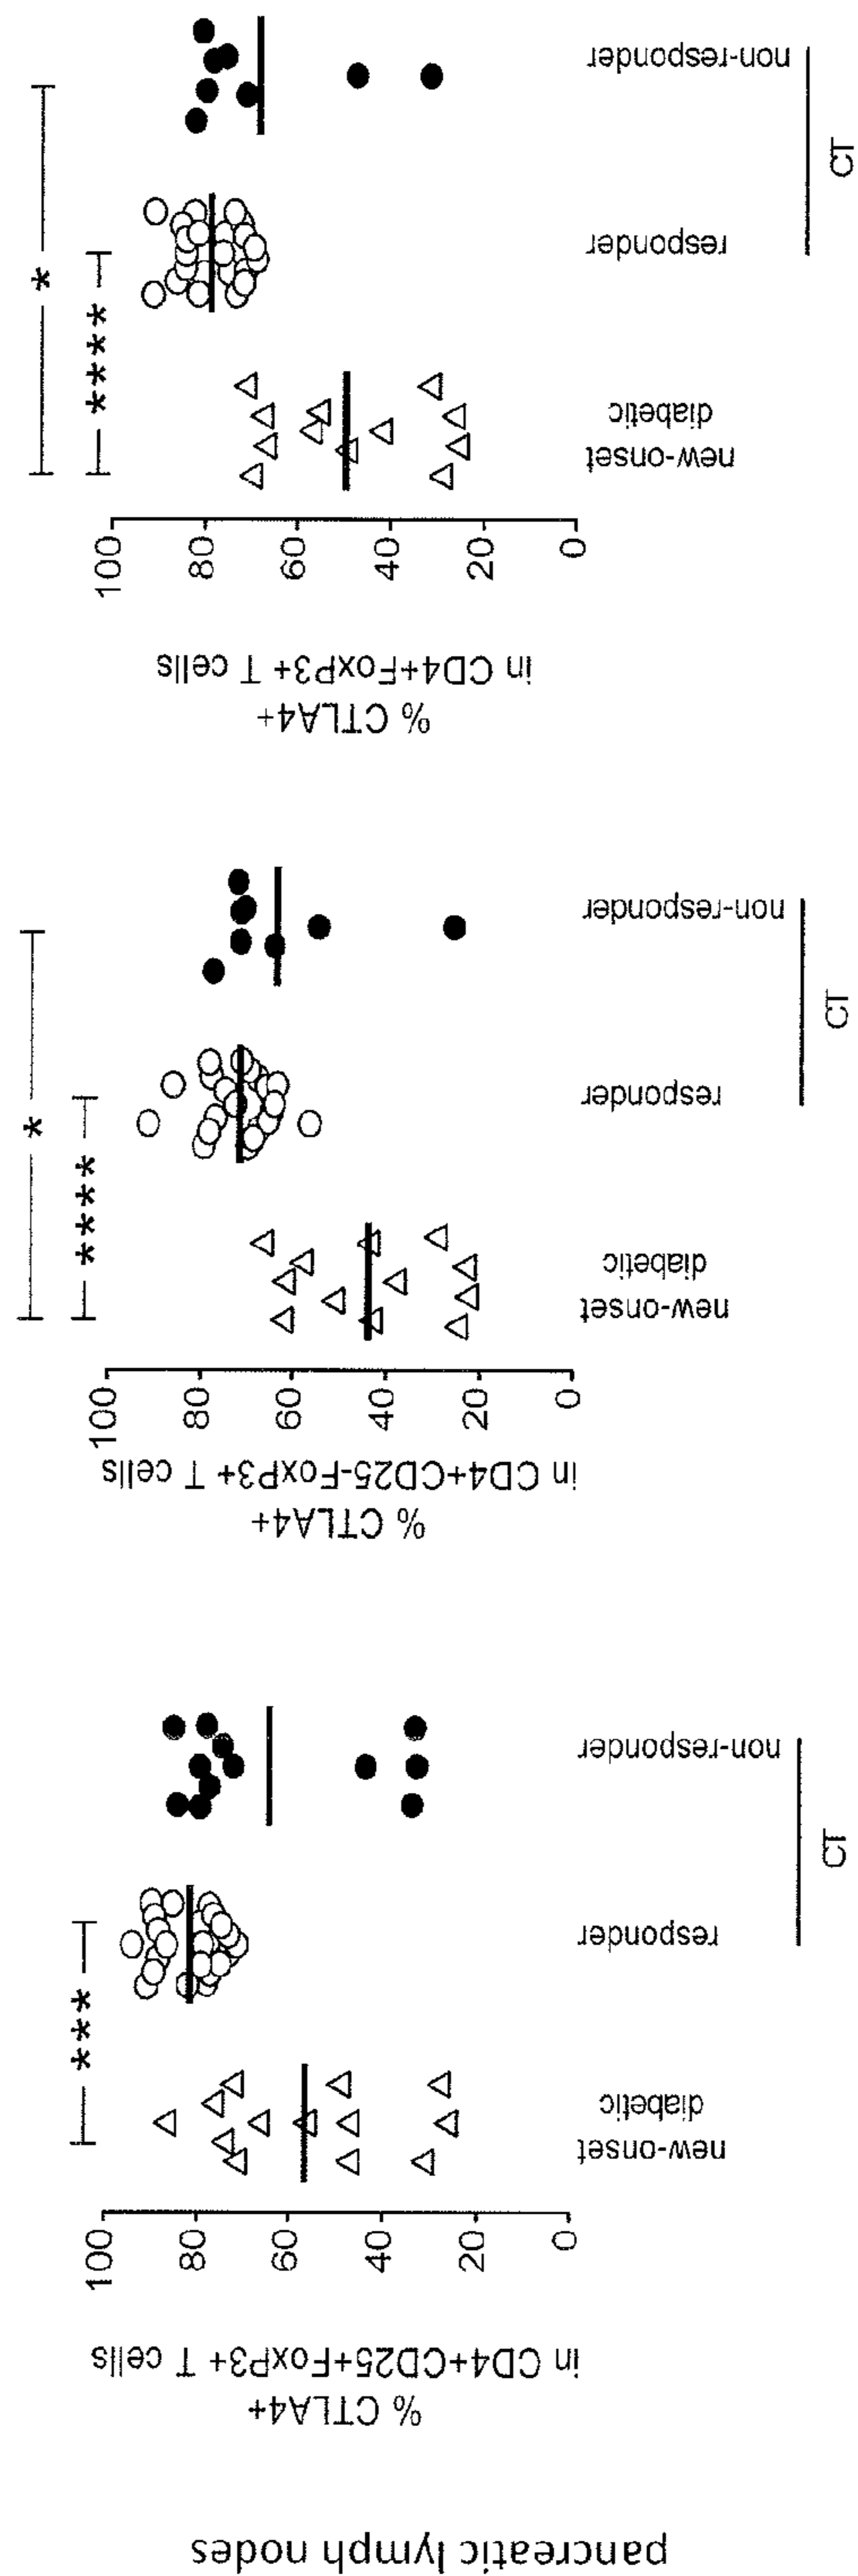 pancreatic lymph nodes
% CTLA4+
in CD4+CD25+FoxP3+ T cells
100
80
60
40
20
0
***
new-onset
diabetic
responder
non-responder
CT
% CTLA4+
in CD4+CD25-FoxP3+ T cells
100
80
60
40
20
0
*
****
new-onset
diabetic
responder
non-responder
CT
% CTLA4+
in CD4+FoxP3+ T cells
100
80
60
40
20
0
*
****
new-onset
diabetic
responder
non-responder
CT